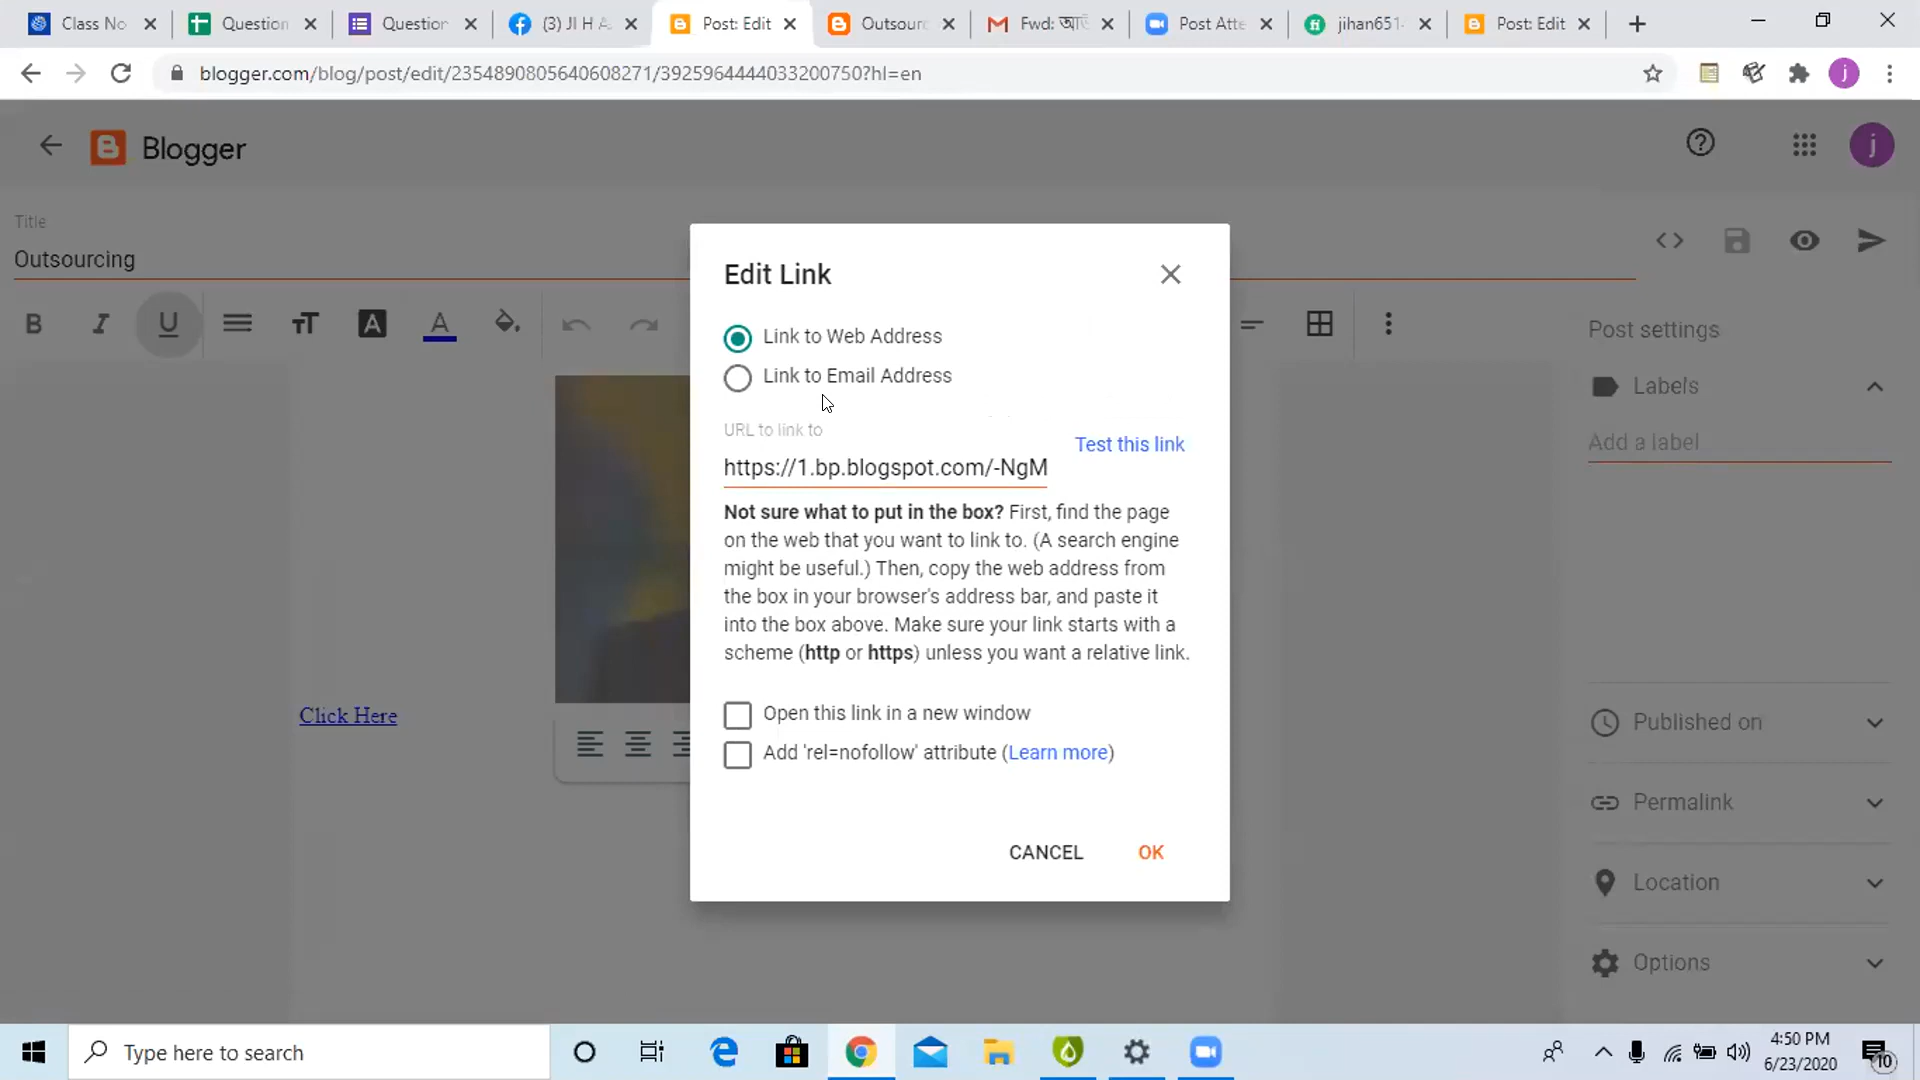 Class No
Question
Question
(3) JI H A
Post: Edit
Outsourc
Fwd: আউ
Post Atte
jihan651
Post: Edit
blogger.com/blog/post/edit/2354890805640608271/3925964444033200750?hl=en
j
Blogger
j
Title
Outsourcing
Edit Link
Link to Web Address
Link to Email Address
URL to link to
Test this link
https://1.bp.blogspot.com/-NgM
Not sure what to put in the box? First, find the page
on the web that you want to link to. (A search engine
might be useful.) Then, copy the web address from
the box in your browser's address bar, and paste it
into the box above. Make sure your link starts with a
scheme (http or https) unless you want a relative link.
Open this link in a new window
Add 'rel=nofollow' attribute (Learn more)
CANCEL
OK
Click Here
Post settings
Labels
Add a label
Published on
Permalink
Location
Options
Type here to search
4:50 PM
6/23/2020
10